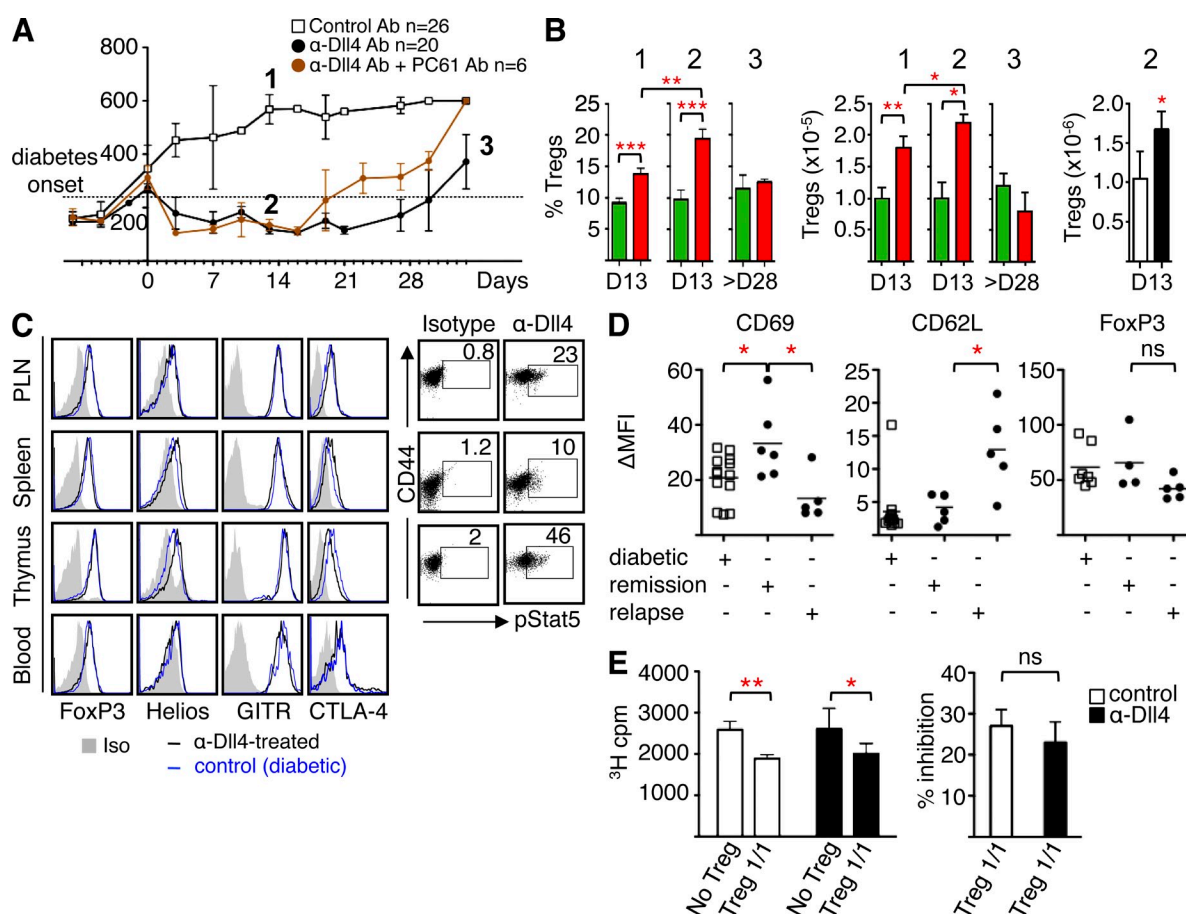 A
Control Ab n=26
α-Dll4 Ab n=20
α-Dll4 Ab + PC61 Ab n=6
800
600
400
200
diabetes
onset
1
2
3
0 7 14 21 28 Days
B
1 2 3
** *** ***
% Tregs
25
20
15
10
5
D13 D13 >D28
1 2 3
* ** *
Tregs (x10-5)
2.5
2.0
1.5
1.0
D13 D13 >D28
2
*
Tregs (x10-6)
2.0
1.5
1.0
D13
C
PLN
Spleen
Thymus
Blood
FoxP3 Helios GITR CTLA-4
Iso
α-Dll4-treated
control (diabetic)
Isotype α-Dll4
0.8 23
1.2 10
2 46
CD44
pStat5
D
CD69 CD62L FoxP3
* * * ns
ΔMFI
60
40
20
25
20
15
10
5
150
100
50
diabetic + - - + - - + - -
remission - + - - + - - + -
relapse - - + - - + - - +
E
** *
3H cpm
4000
3000
2000
1000
No Treg
Treg 1/1
No Treg
Treg 1/1
ns
% inhibition
40
30
20
10
Treg 1/1
Treg 1/1
control
α-Dll4